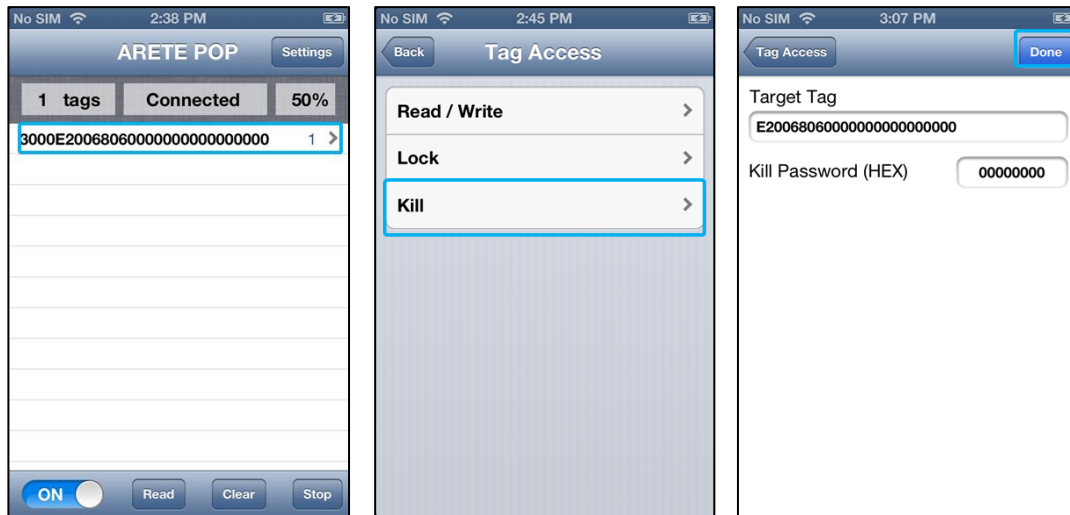 No SIM 2:38 PM
ARETE POP Settings
1 tags Connected 50%
3000E20068060000000000000000 1
ON Read Clear Stop
No SIM 2:45 PM
Back Tag Access
Read / Write
Lock
Kill
No SIM 3:07 PM
Tag Access Done
Target Tag
E20068060000000000000000
Kill Password (HEX) 00000000